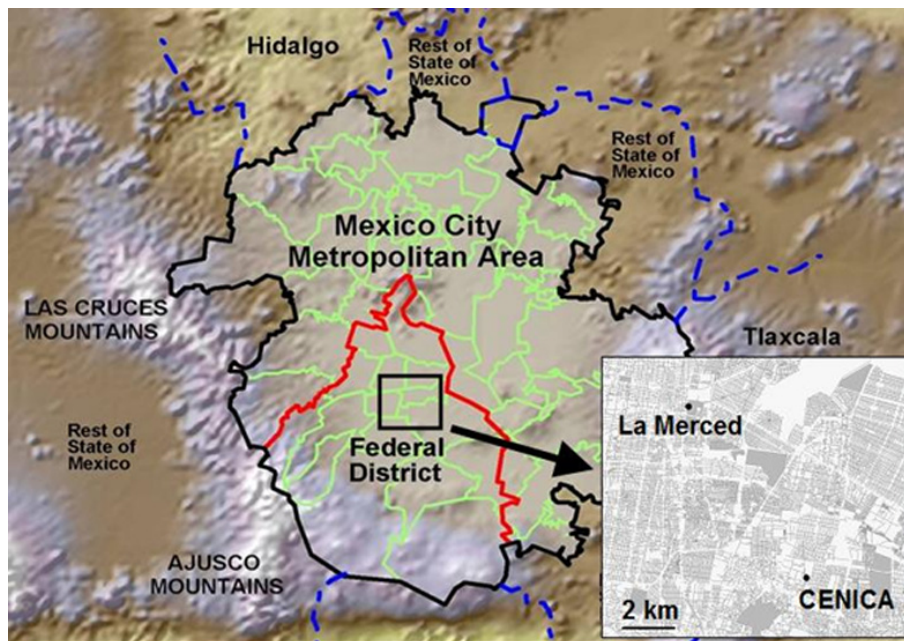 Hidalgo
Rest of
State of
Mexico
Rest of
State of
Mexico
Mexico City
Metropolitan Area
LAS CRUCES
MOUNTAINS
Tlaxcala
La Merced
Rest of
State of
Mexico
Federal
District
AJUSCO
MOUNTAINS
CENICA
2 km